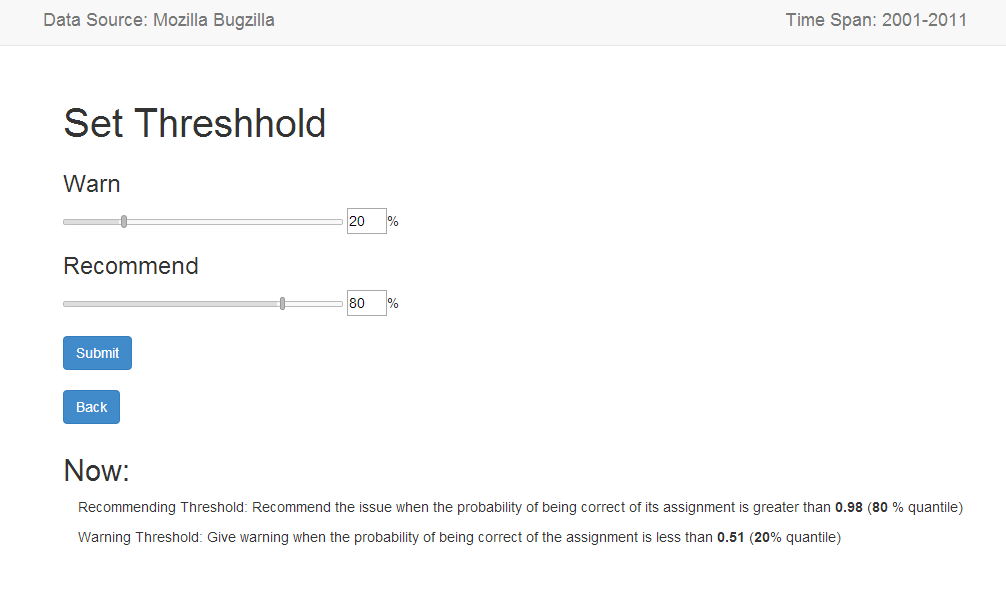 Data Source: Mozilla Bugzilla Time Span: 2001-2011
Set Threshhold
Warn
20 %
Recommend
80 %
Submit
Back
Now:
Recommending Threshold: Recommend the issue when the probability of being correct of its assignment is greater than 0.98 (80 % quantile)
Warning Threshold: Give warning when the probability of being correct of the assignment is less than 0.51 (20% quantile)